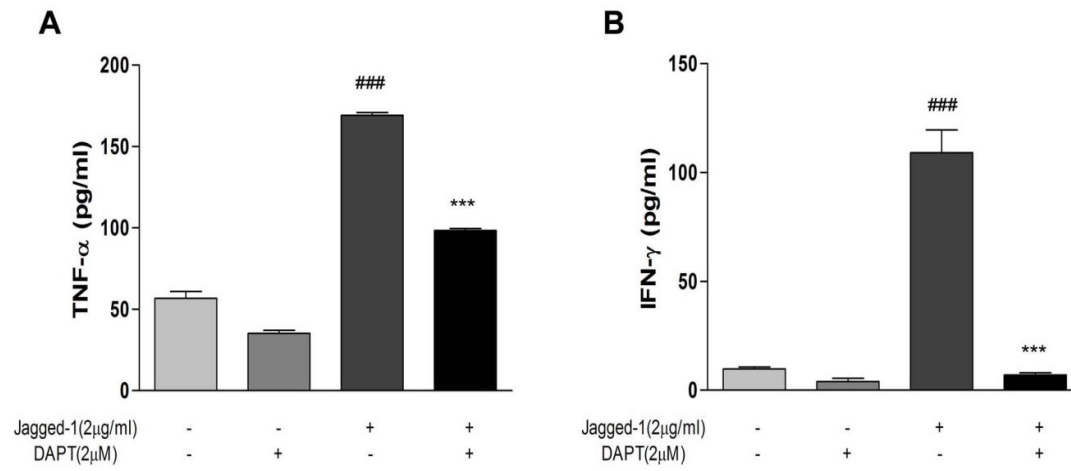 A
TNF-α (pg/ml)
200
150
100
50
0
###
***
Jagged-1(2μg/ml) - - + +
DAPT(2μM) - + - +
B
IFN-γ (pg/ml)
150
100
50
0
###
***
Jagged-1(2μg/ml) - - + +
DAPT(2μM) - + - +